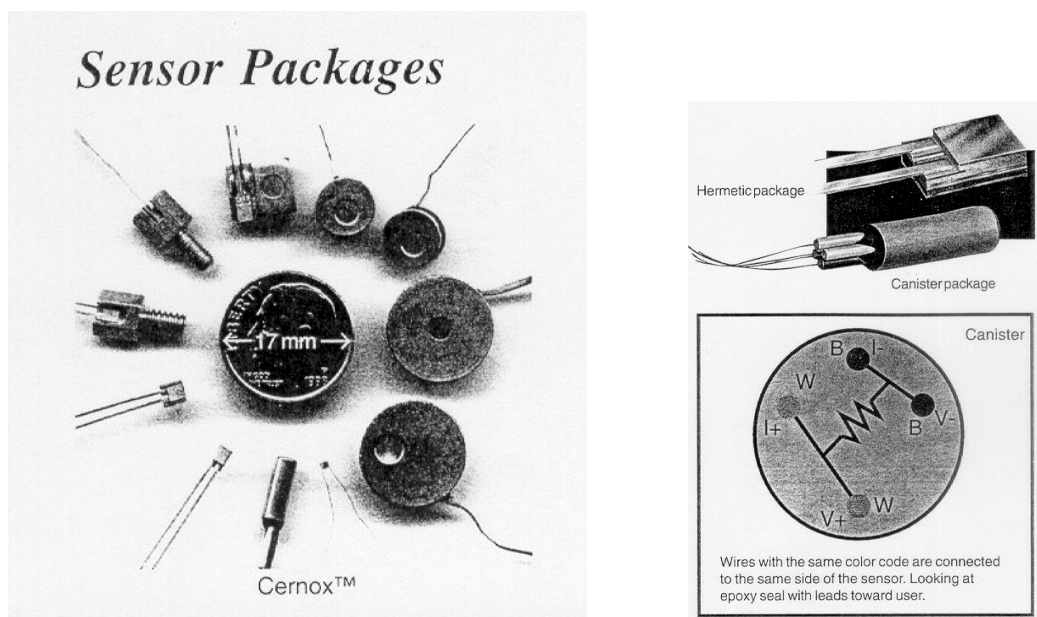 Sensor Packages
LIBERTY
17 mm
Cernox™
Hermetic package
Canister package
Canister
B I-
W
I+
B
V-
V+
W
Wires with the same color code are connected
to the same side of the sensor. Looking at
epoxy seal with leads toward user.